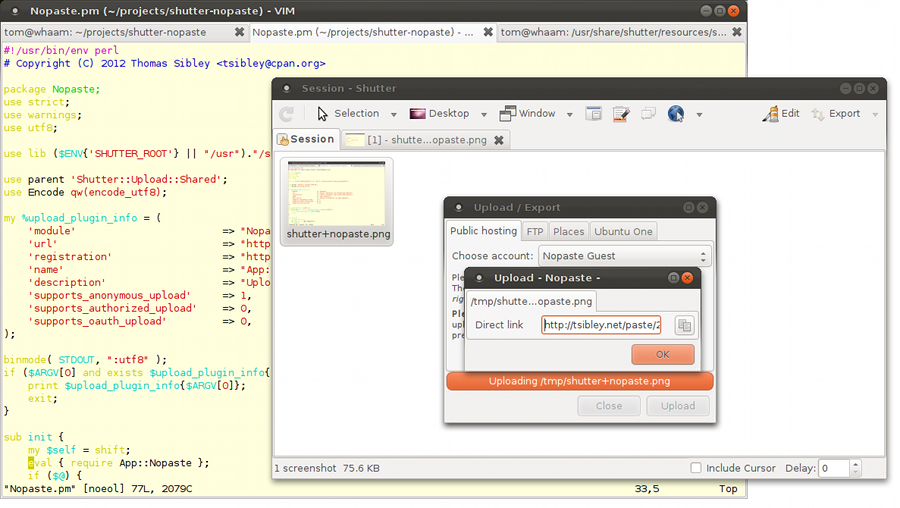 Nopaste.pm (~/projects/shutter-nopaste) - VIM
tom@whaam: ~/projects/shutter-nopaste
Nopaste.pm (~/projects/shutter-nopaste) - ...
tom@whaam: /usr/share/shutter/resources/s...
#!/usr/bin/env perl
# Copyright (C) 2012 Thomas Sibley <tsibley@cpan.org>
package Nopaste;
use strict;
use warnings;
use utf8;
use lib ($ENV{'SHUTTER_ROOT'} || "/usr")."/s
use parent 'Shutter::Upload::Shared';
use Encode qw(encode_utf8);
my %upload_plugin_info = (
'module' => "Nopa
'url' => "http
'registration' => "http
'name' => "App:
'description' => "Uplo
'supports_anonymous_upload' => 1,
'supports_authorized_upload' => 0,
'supports_oauth_upload' => 0,
);
binmode( STDOUT, ":utf8" );
if ($ARGV[0] and exists $upload_plugin_info{
print $upload_plugin_info{$ARGV[0]};
exit;
}
sub init {
my $self = shift;
eval { require App::Nopaste };
if ($@) {
"Nopaste.pm" [noeol] 77L, 2079C 33,5 Top
Session - Shutter
Selection Desktop Window Edit Export
Session [1] - shutte...opaste.png
shutter+nopaste.png
Upload / Export
Public hosting FTP Places Ubuntu One
Choose account: Nopaste Guest
Upload - Nopaste -
/tmp/shutte...opaste.png
Direct link http://tsibley.net/paste/2
OK
Uploading /tmp/shutter+nopaste.png
Close Upload
1 screenshot 75.6 KB Include Cursor Delay: 0